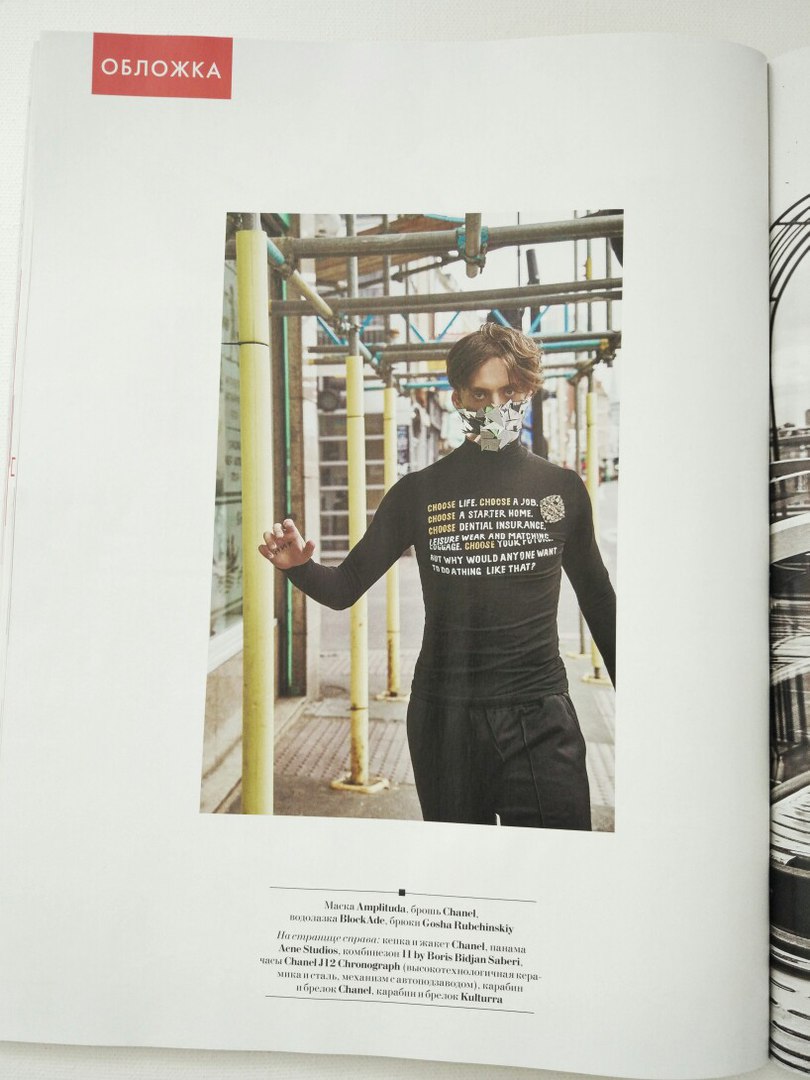 ОБЛОЖКА
CHOOSE LIFE. CHOOSE A JOB.
CHOOSE A STARTER HOME.
CHOOSE DENTIAL INSURANCE,
LEISURE WEAR AND MATCHING
LUGGAGE. CHOOSE YOUR FUTURE.
BUT WHY WOULD ANYONE WANT
TO DO ATHING LIKE THAT?
Маска Amplituda, брошь Chanel,
водолазка BlockAde, брюки Gosha Rubchinskiy
На странице справа: кепка и жакет Chanel, панама
Acne Studios, комбинезон 11 by Boris Bidjan Saberi,
часы Chanel J12 Chronograph (высокотехнологичная кера-
мика и сталь, механизм с автоподзаводом), карабин
и брелок Chanel, карабин и брелок Kulturra